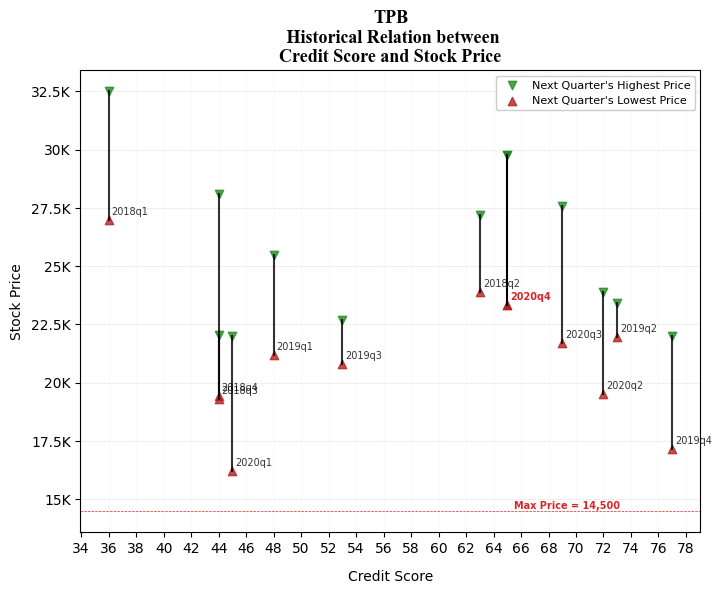 TPB
Historical Relation between
Credit Score and Stock Price
Next Quarter's Highest Price
Next Quarter's Lowest Price
32.5K
30K
27.5K
25K
22.5K
20K
17.5K
15K
Stock Price
2018q1
2018q2
2020q4
2019q2
2020q3
2019q1
2019q3
2018q4
2018q3
2020q2
2019q4
2020q1
Max Price = 14,500
34 36 38 40 42 44 46 48 50 52 54 56 58 60 62 64 66 68 70 72 74 76 78
Credit Score